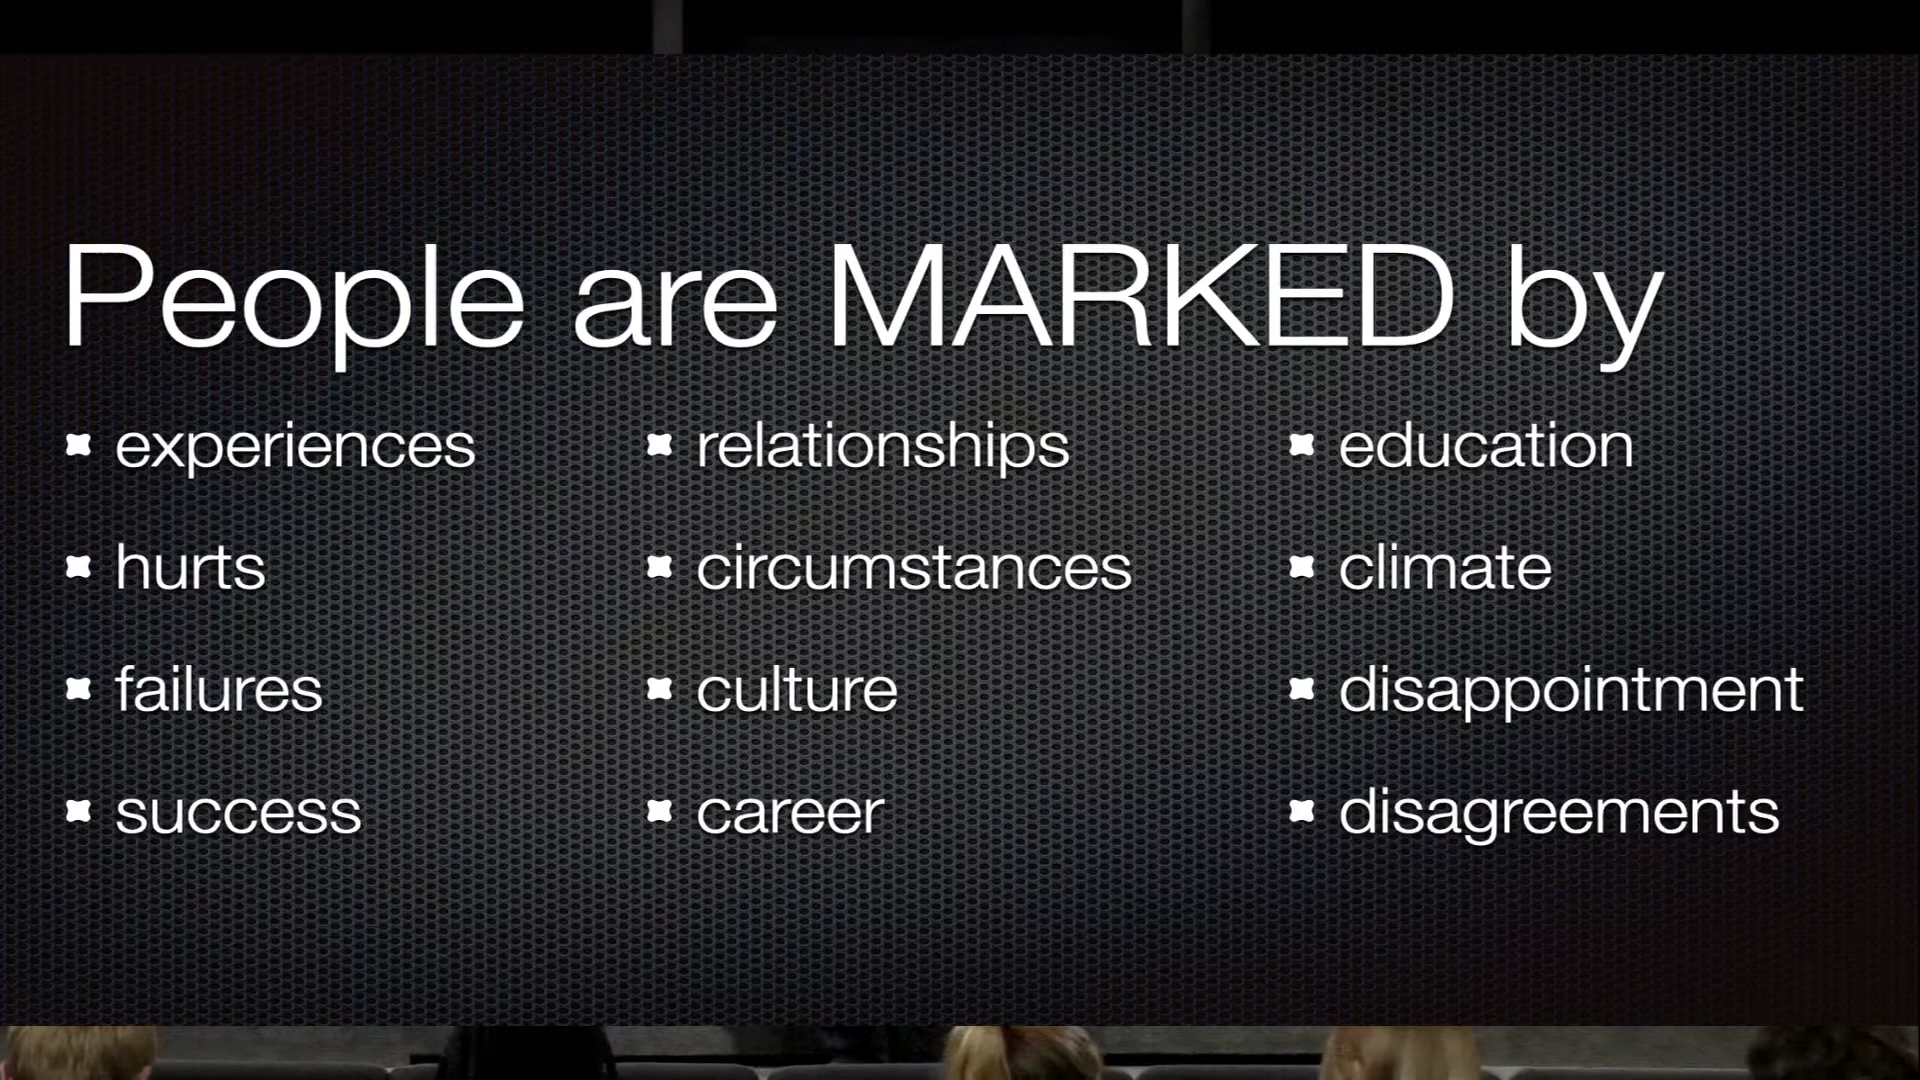 People are MARKED by
experiences
hurts
failures
success
relationships
circumstances
culture
career
education
climate
disappointment
disagreements